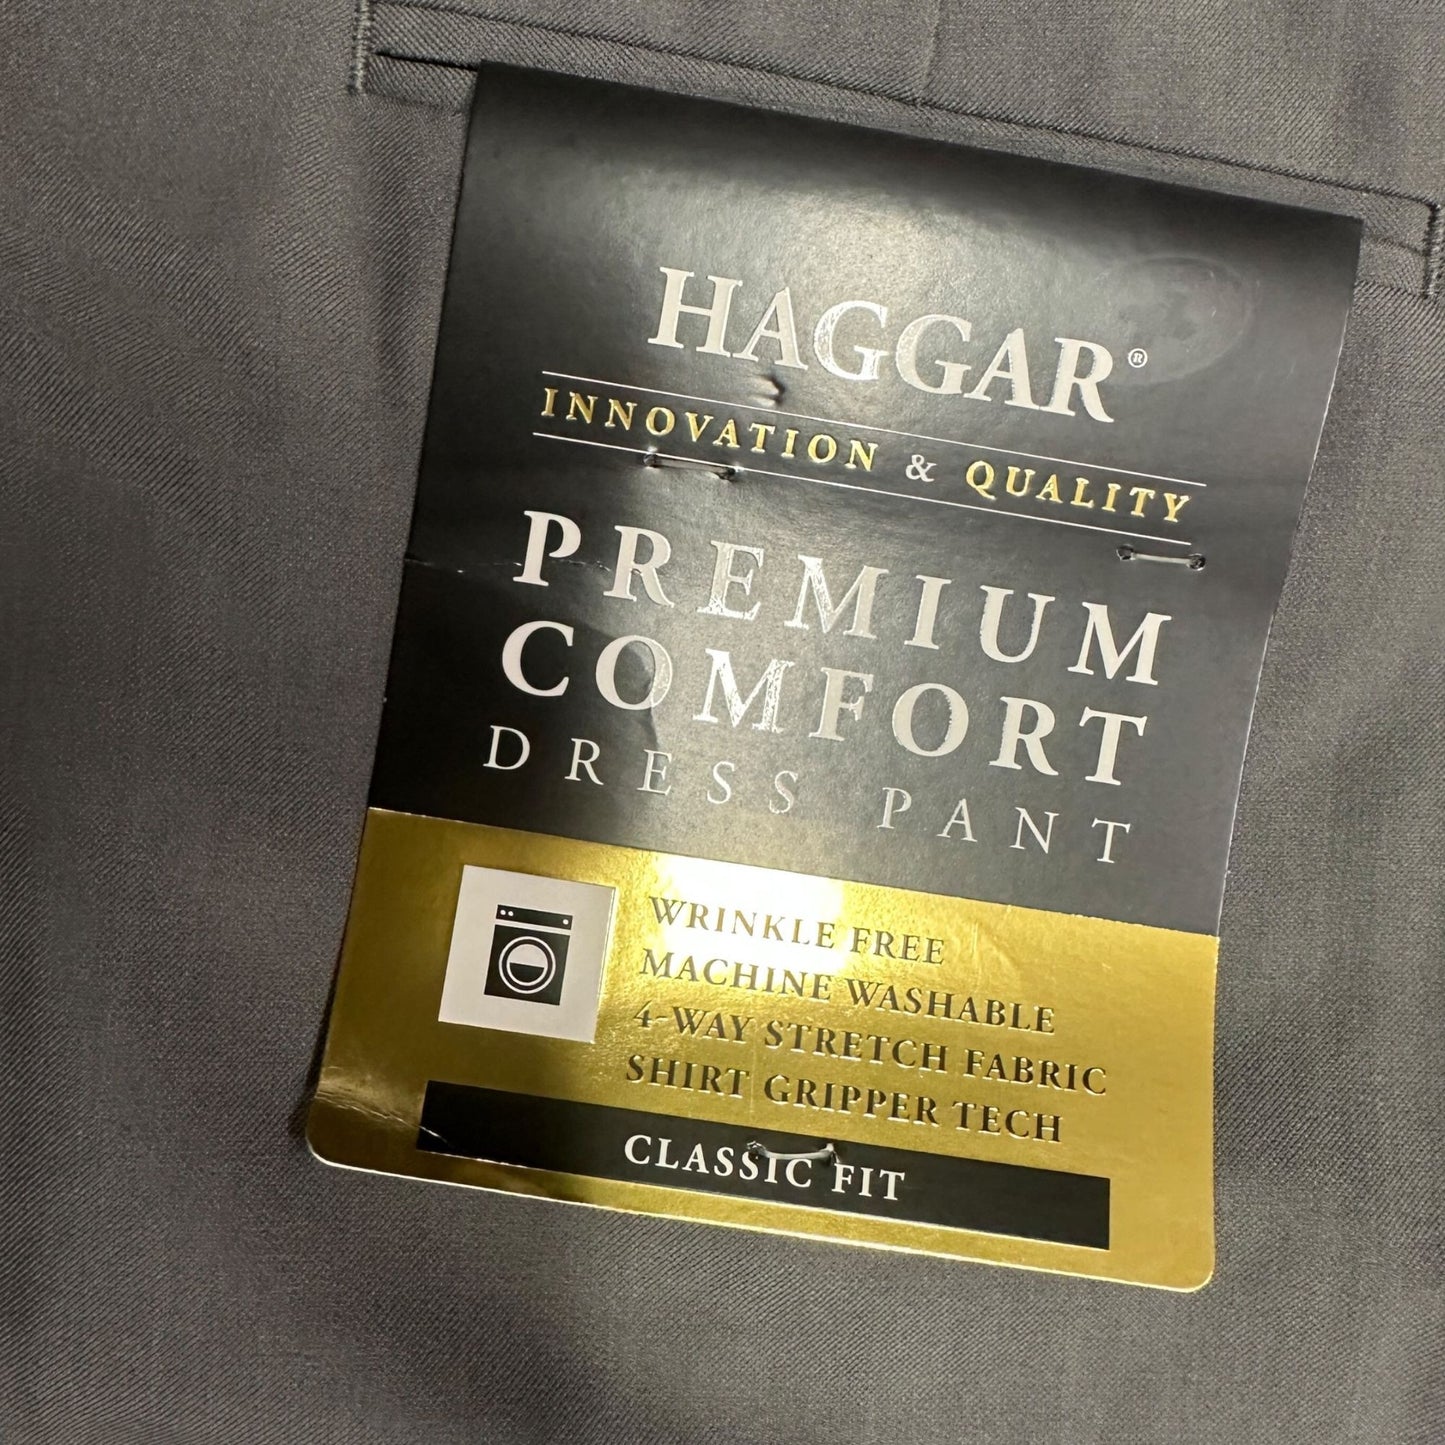 HAGGAR®
INNOVATION & QUALITY
PREMIUM
COMFORT
DRESS PANT
WRINKLE FREE
MACHINE WASHABLE
4-WAY STRETCH FABRIC
SHIRT GRIPPER TECH
CLASSIC FIT